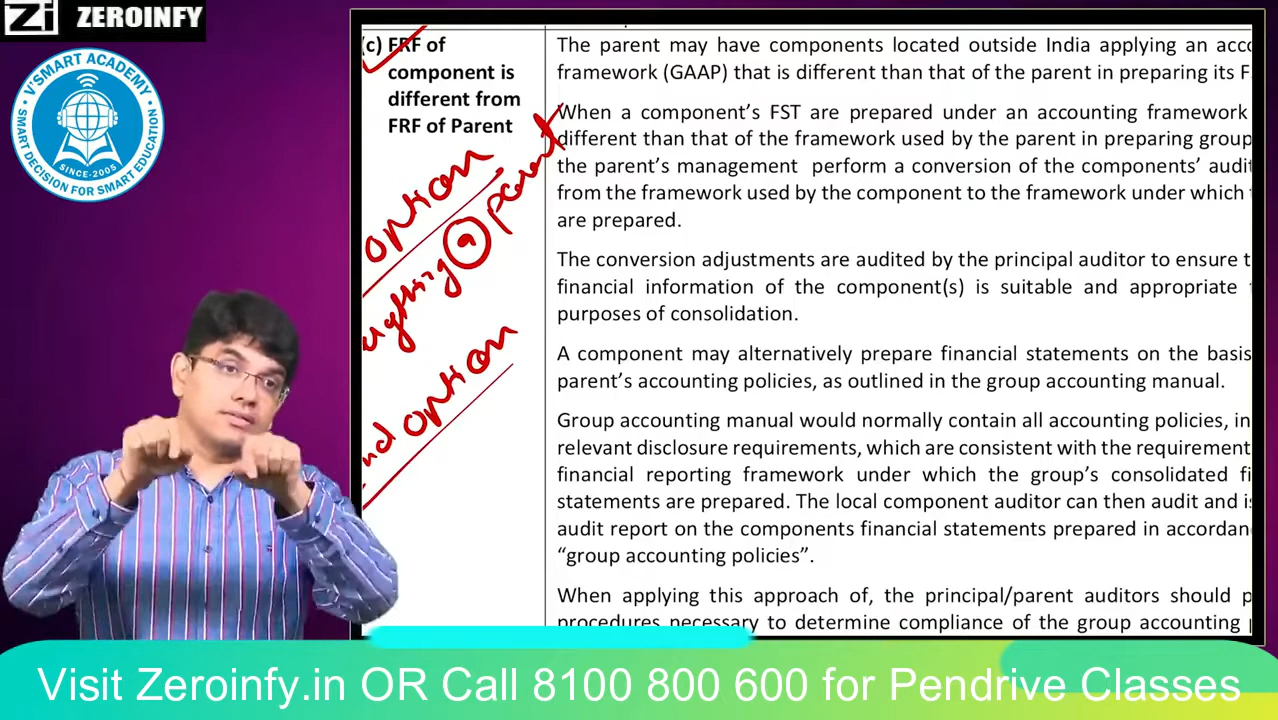 Zi ZEROINFY
V'SMART ACADEMY
SINCE-2005
SMART DECISION FOR SMART EDUCATION
(c) FRF of
component is
different from
FRF of Parent
option
@ parent
option
The parent may have components located outside India applying an acc
framework (GAAP) that is different than that of the parent in preparing its F
When a component's FST are prepared under an accounting framework
different than that of the framework used by the parent in preparing group
the parent's management perform a conversion of the components' audit
from the framework used by the component to the framework under which
are prepared.
The conversion adjustments are audited by the principal auditor to ensure t
financial information of the component(s) is suitable and appropriate
purposes of consolidation.
A component may alternatively prepare financial statements on the basis
parent's accounting policies, as outlined in the group accounting manual.
Group accounting manual would normally contain all accounting policies, in
relevant disclosure requirements, which are consistent with the requirement
financial reporting framework under which the group's consolidated fi
statements are prepared. The local component auditor can then audit and is
audit report on the components financial statements prepared in accordan
“group accounting policies”.
When applying this approach of, the principal/parent auditors should p
procedures necessary to determine compliance of the group accounting
Visit Zeroinfy.in OR Call 8100 800 600 for Pendrive Classes